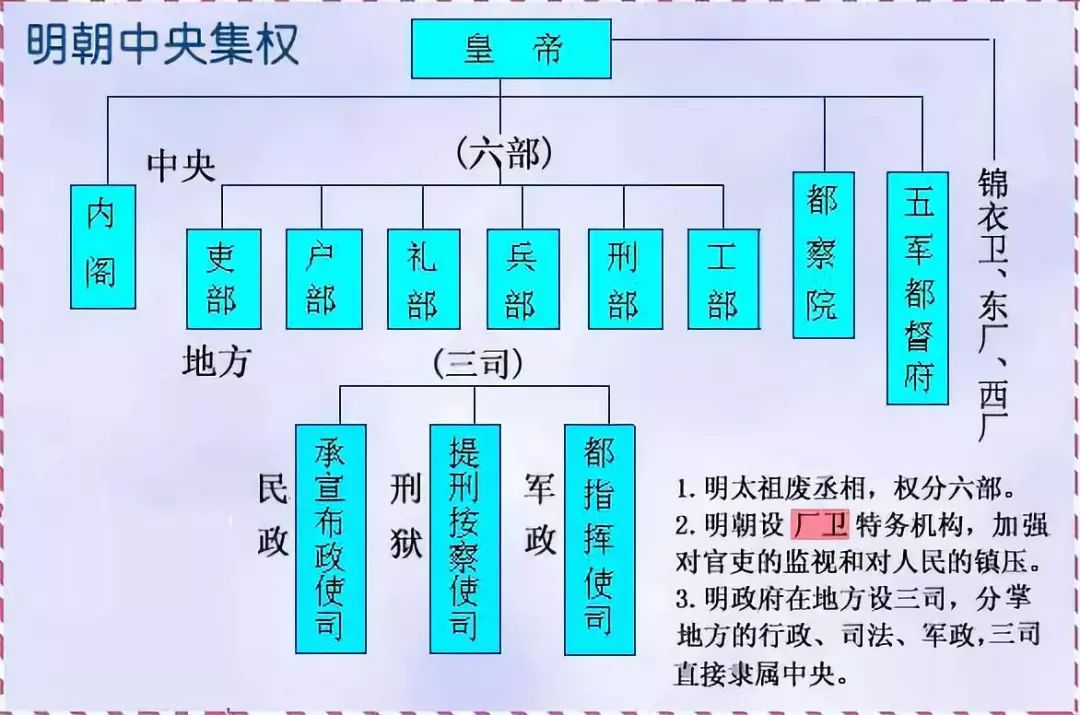 明朝中央集权
皇帝
中央
(六部)
内阁
吏部
户部
礼部
兵部
刑部
工部
都察院
五军都督府
锦衣卫、东厂、西厂
地方
(三司)
民政
承宣布政使司
刑狱
提刑按察使司
军政
都指挥使司
1. 明太祖废丞相，权分六部。
2. 明朝设厂卫特务机构，加强
对官吏的监视和对人民的镇压。
3. 明政府在地方设三司，分掌
地方的行政、司法、军政,三司
直接隶属中央。